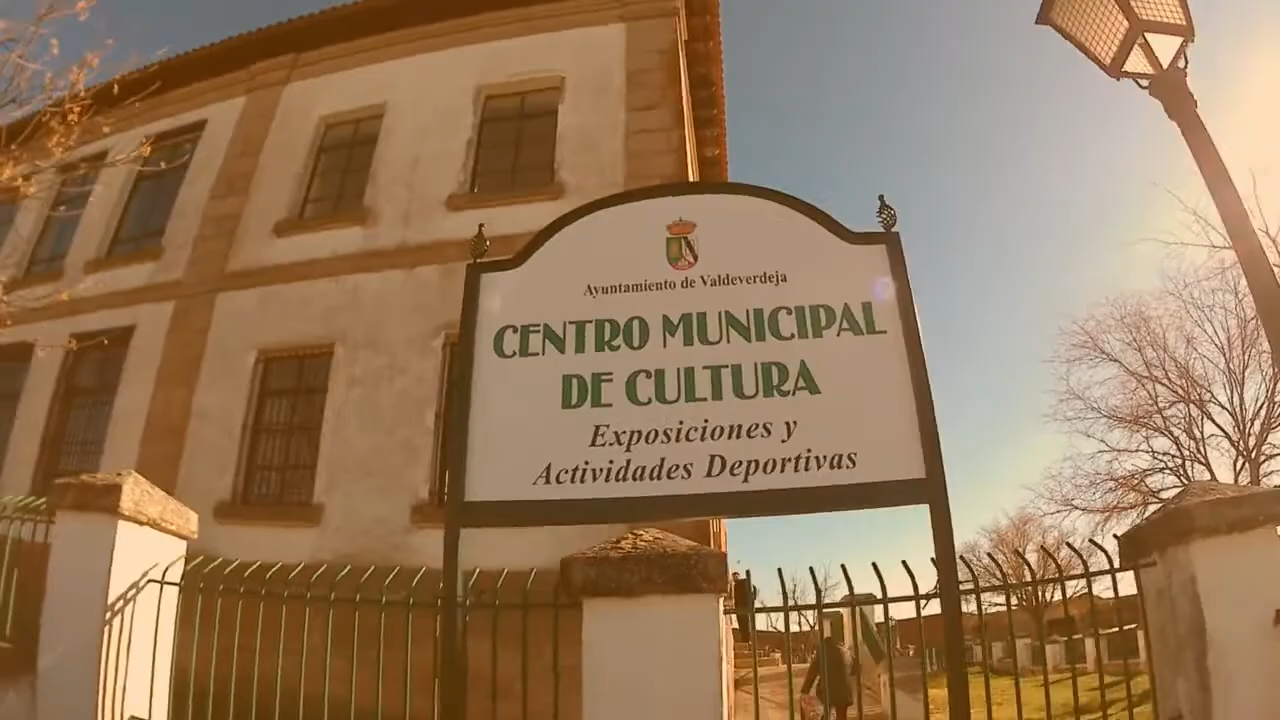 Ayuntamiento de Valdeverdeja
CENTRO MUNICIPAL
DE CULTURA
Exposiciones y
Actividades Deportivas